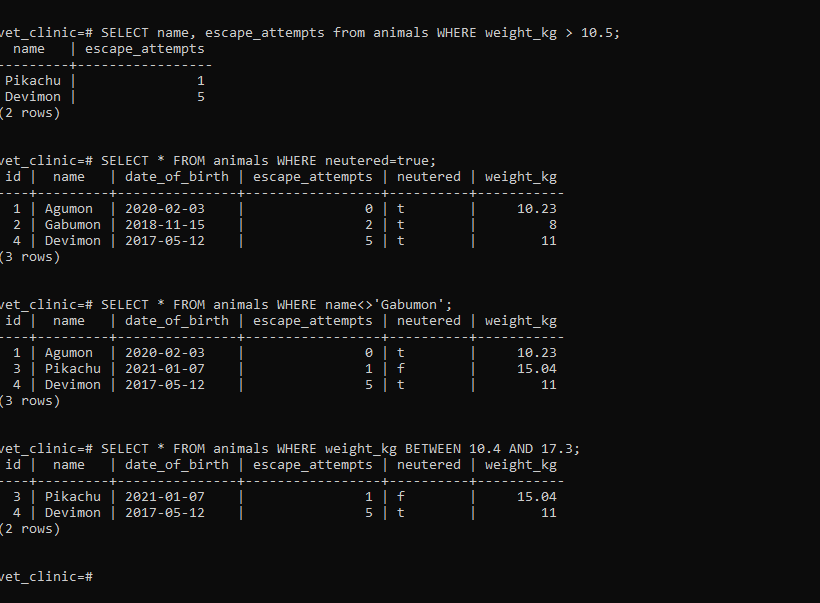 vet_clinic=# SELECT name, escape_attempts from animals WHERE weight_kg > 10.5;
  name   | escape_attempts
---------+-----------------
 Pikachu |               1
 Devimon |               5
(2 rows)
vet_clinic=# SELECT * FROM animals WHERE neutered=true;
 id |  name   | date_of_birth | escape_attempts | neutered | weight_kg
----+---------+---------------+-----------------+----------+-----------
  1 | Agumon  | 2020-02-03    |               0 | t        |     10.23
  2 | Gabumon | 2018-11-15    |               2 | t        |         8
  4 | Devimon | 2017-05-12    |               5 | t        |        11
(3 rows)
vet_clinic=# SELECT * FROM animals WHERE name<>'Gabumon';
 id |  name   | date_of_birth | escape_attempts | neutered | weight_kg
----+---------+---------------+-----------------+----------+-----------
  1 | Agumon  | 2020-02-03    |               0 | t        |     10.23
  3 | Pikachu | 2021-01-07    |               1 | f        |     15.04
  4 | Devimon | 2017-05-12    |               5 | t        |        11
(3 rows)
vet_clinic=# SELECT * FROM animals WHERE weight_kg BETWEEN 10.4 AND 17.3;
 id |  name   | date_of_birth | escape_attempts | neutered | weight_kg
----+---------+---------------+-----------------+----------+-----------
  3 | Pikachu | 2021-01-07    |               1 | f        |     15.04
  4 | Devimon | 2017-05-12    |               5 | t        |        11
(2 rows)
vet_clinic=#